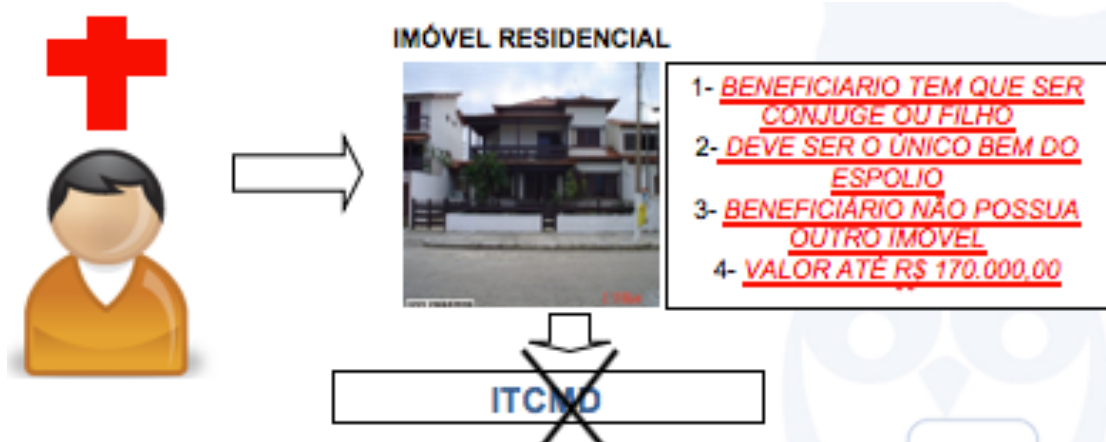 IMÓVEL RESIDENCIAL
1- BENEFICIARIO TEM QUE SER
CONJUGE OU FILHO
2- DEVE SER O ÚNICO BEM DO
ESPOLIO
3- BENEFICIÁRIO NÃO POSSUA
OUTRO IMÓVEL
4- VALOR ATÉ R$ 170.000,00
ITCMD